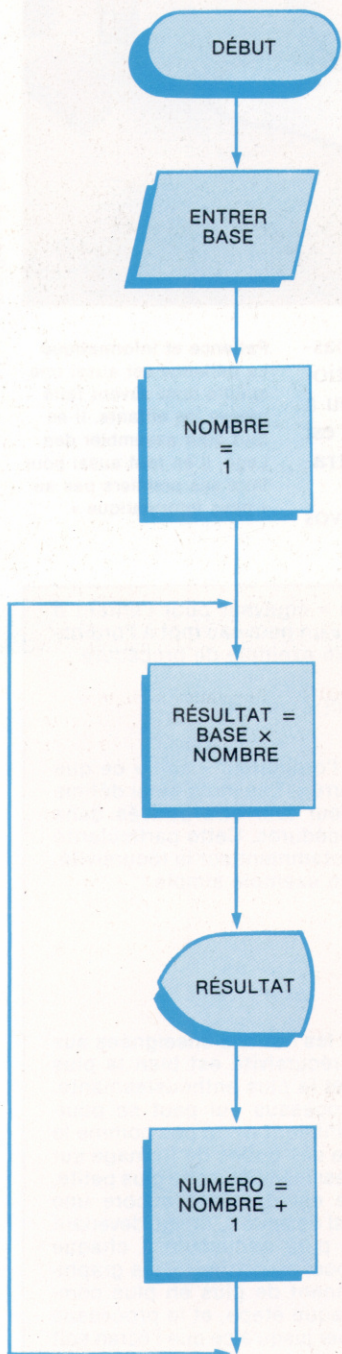 DÉBUT
ENTRER
BASE
NOMBRE
=
1
RÉSULTAT =
BASE ×
NOMBRE
RÉSULTAT
NUMÉRO =
NOMBRE +
1